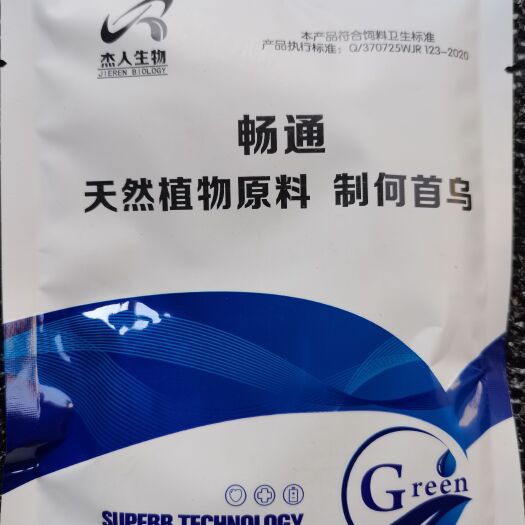 杰人生物
JIEREN BIOLOGY
本产品符合饲料卫生标准
产品执行标准：Q/370725WJR 123-2020
畅通
天然植物原料 制何首乌
Green
SUPERB TECHNOLOGY